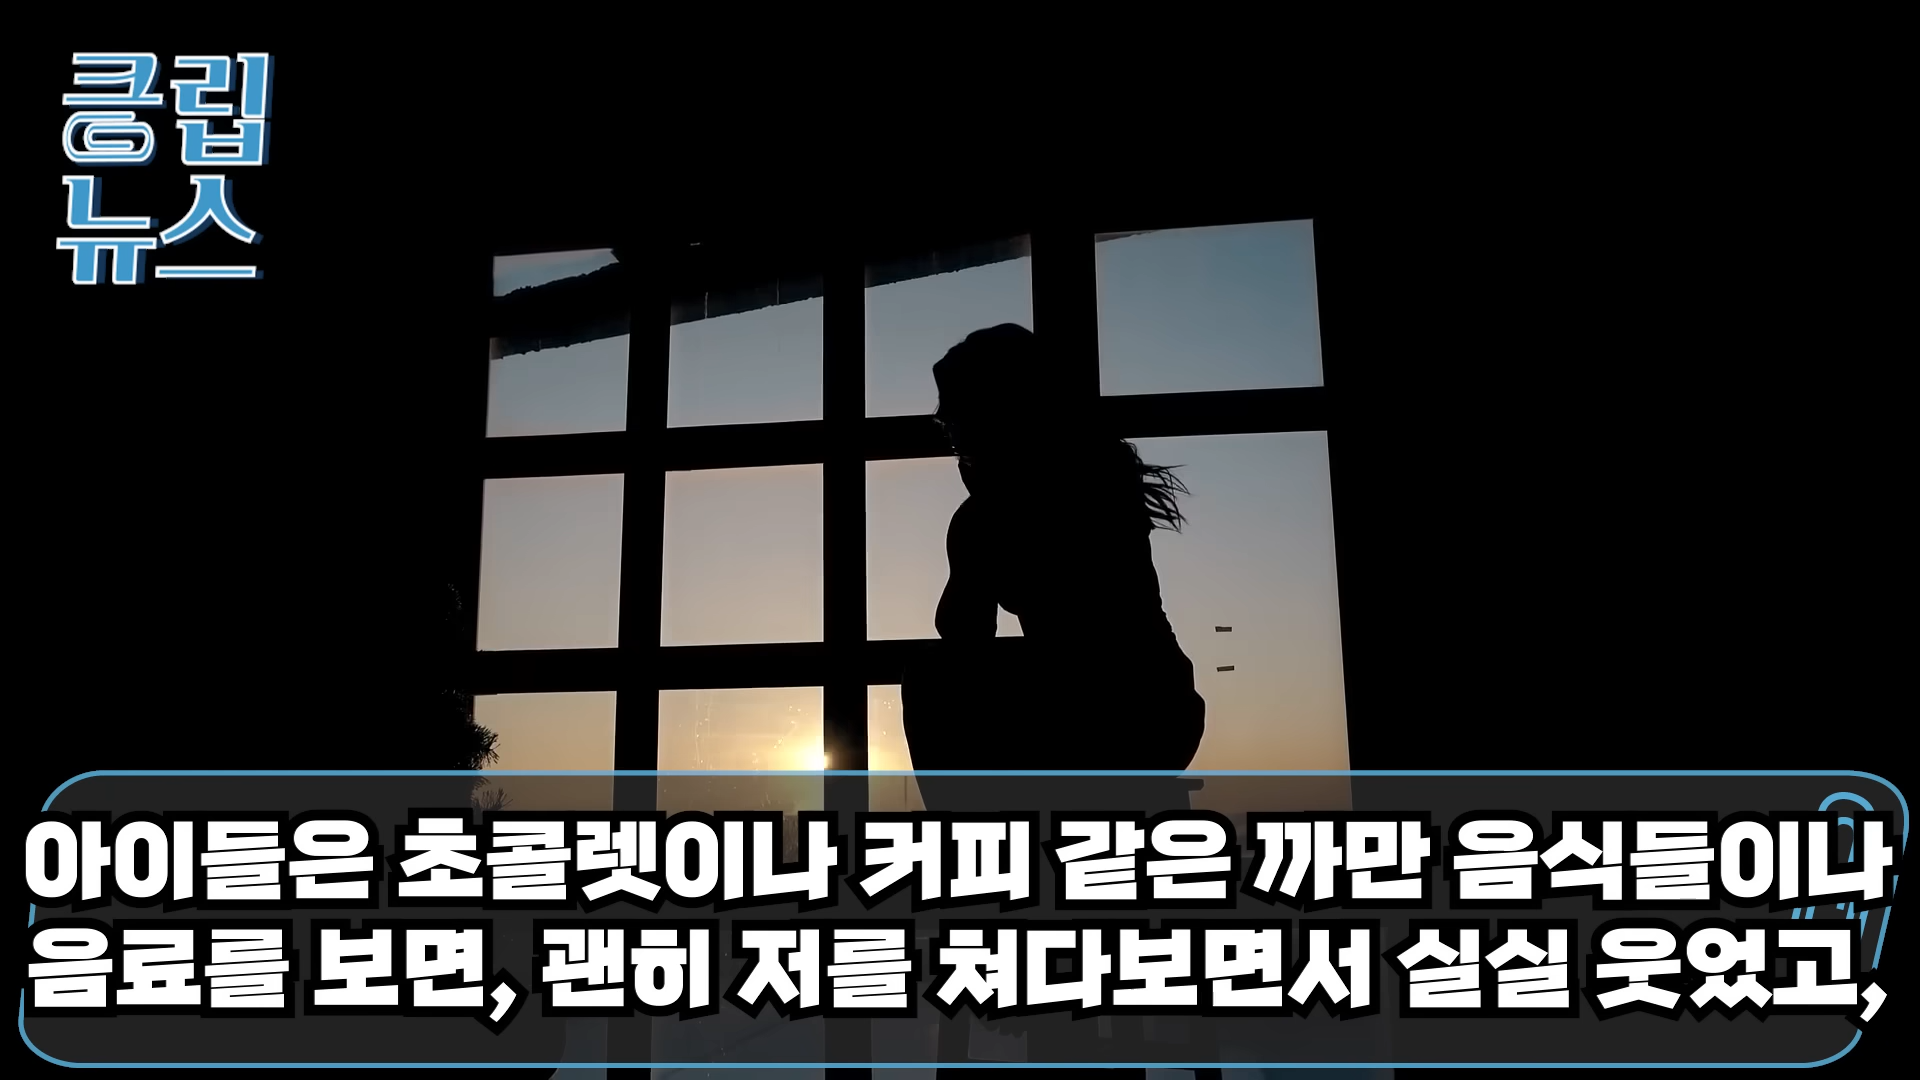 클립
뉴스
아이들은 초콜렛이나 커피 같은 까만 음식들이나
음료를 보면, 괜히 저를 쳐다보면서 실실 웃었고,